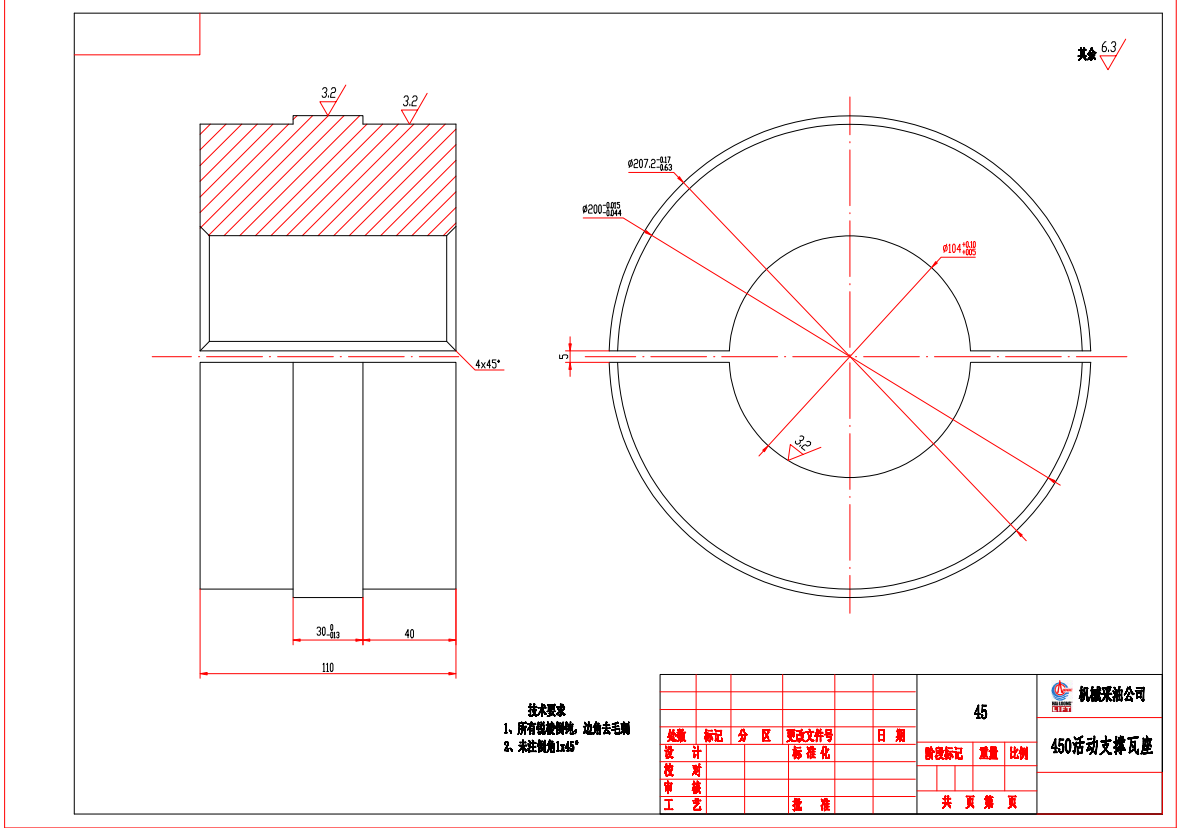 其余 6.3
3.2
3.2
Ø207.2 -0.17 -0.63
Ø200 -0.015 -0.044
Ø104 +0.10 +0.05
5
4x45°
3.2
30 0 -0.13
40
110
技术要求
1、所有锐棱倒钝，边角去毛刺
2、未注倒角1x45°
45
机械采油公司
LIFT
450活动支撑瓦座
处数 标记 分 区 更改文件号 日 期
设 计 标 准 化
校 对
审 核
工 艺 批 准
阶段标记 重量 比例
共 页 第 页